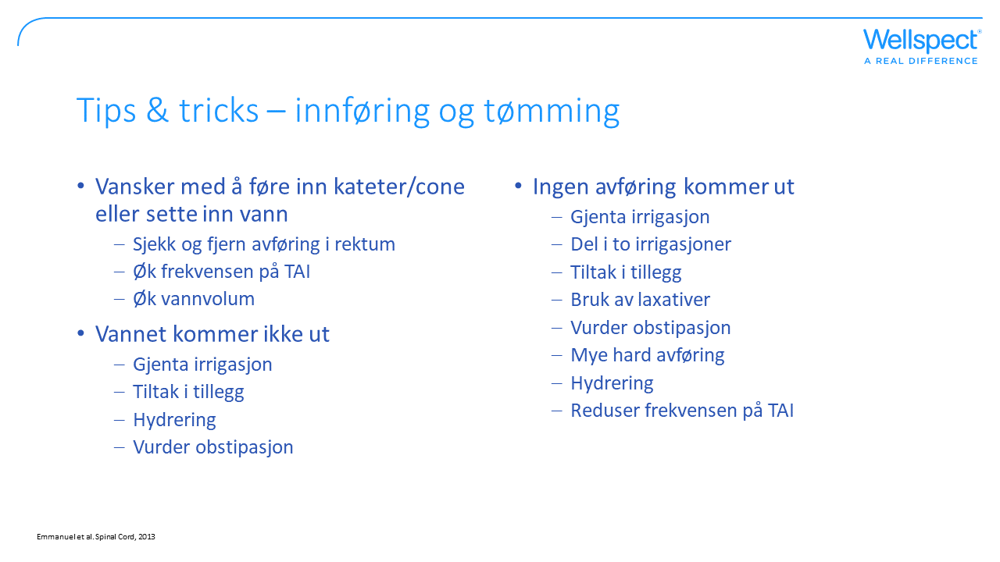 Wellspect®
A REAL DIFFERENCE
Tips & tricks – innføring og tømming
• Vansker med å føre inn kateter/cone
eller sette inn vann
– Sjekk og fjern avføring i rektum
– Øk frekvensen på TAI
– Øk vannvolum
• Vannet kommer ikke ut
– Gjenta irrigasjon
– Tiltak i tillegg
– Hydrering
– Vurder obstipasjon
• Ingen avføring kommer ut
– Gjenta irrigasjon
– Del i to irrigasjoner
– Tiltak i tillegg
– Bruk av laxativer
– Vurder obstipasjon
– Mye hard avføring
– Hydrering
– Reduser frekvensen på TAI
Emmanuel et al. Spinal Cord, 2013